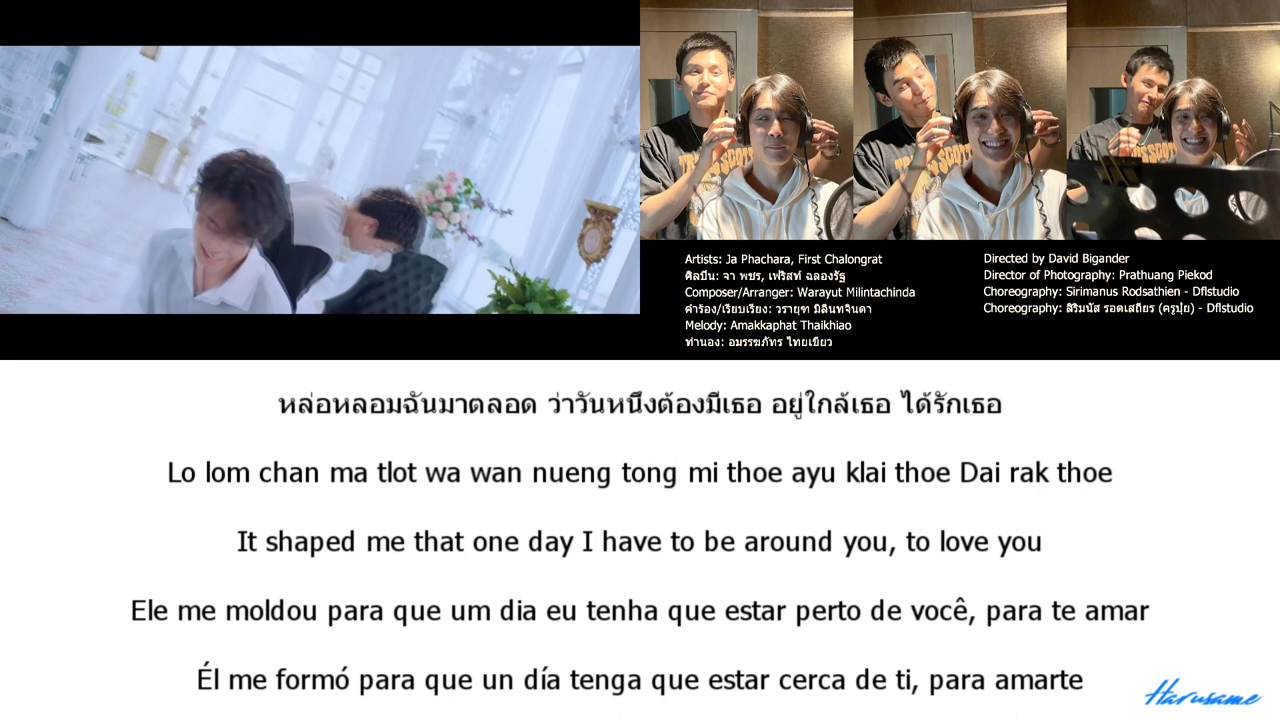 Artists: Ja Phachara, First Chalongrat
ศิลปิน: จา พชร, เฟริสท์ ฉลองรัฐ
Composer/Arranger: Warayut Milintachinda
คำร้อง/เรียบเรียง: วรายุฑ มิลินทจินดา
Melody: Amakkaphat Thaikhiao
ทำนอง: อมรรฆภัทร ไทยเขียว
Directed by David Bigander
Director of Photography: Prathuang Piekod
Choreography: Sirimanus Rodsathien - Dflstudio
Choreography: สิริมนัส รอดเสถียร (ครูปุ้ย) - Dflstudio
หล่อหลอมฉันมาตลอด ว่าวันหนึงต้องมีเธอ อยู่ใกล้เธอ ได้รักเธอ
Lo lom chan ma tlot wa wan nueng tong mi thoe ayu klai thoe Dai rak thoe
It shaped me that one day I have to be around you, to love you
Ele me moldou para que um dia eu tenha que estar perto de você, para te amar
Él me formó para que un día tenga que estar cerca de ti, para amarte
Harusame